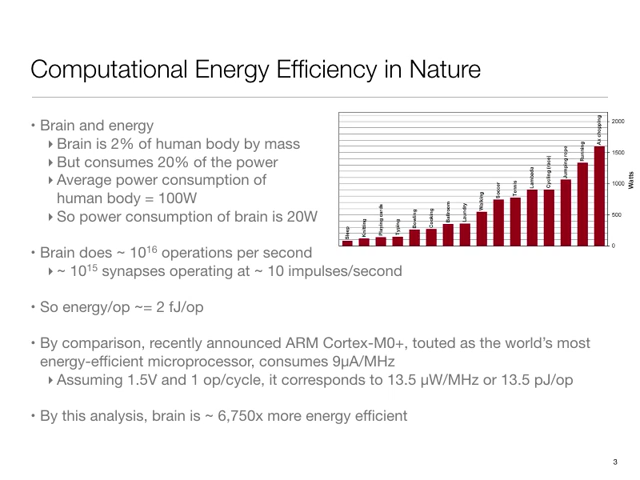 Computational Energy Efficiency in Nature
• Brain and energy
‣ Brain is 2% of human body by mass
‣ But consumes 20% of the power
‣ Average power consumption of
human body = 100W
‣ So power consumption of brain is 20W
• Brain does ~ 10¹⁶ operations per second
‣ ~ 10¹⁵ synapses operating at ~ 10 impulses/second
• So energy/op ~= 2 fJ/op
• By comparison, recently announced ARM Cortex-M0+, touted as the world's most
energy-efficient microprocessor, consumes 9µA/MHz
‣ Assuming 1.5V and 1 op/cycle, it corresponds to 13.5 µW/MHz or 13.5 pJ/op
• By this analysis, brain is ~ 6,750x more energy efficient
Sleep
Knitting
Playing cards
Typing
Bowling
Cooking
Ballroom
Laundry
Walking
Soccer
Tennis
Lambada
Cycling (race)
Jumping rope
Running
Ax chopping
2000
1500
1000
500
0
Watts
3